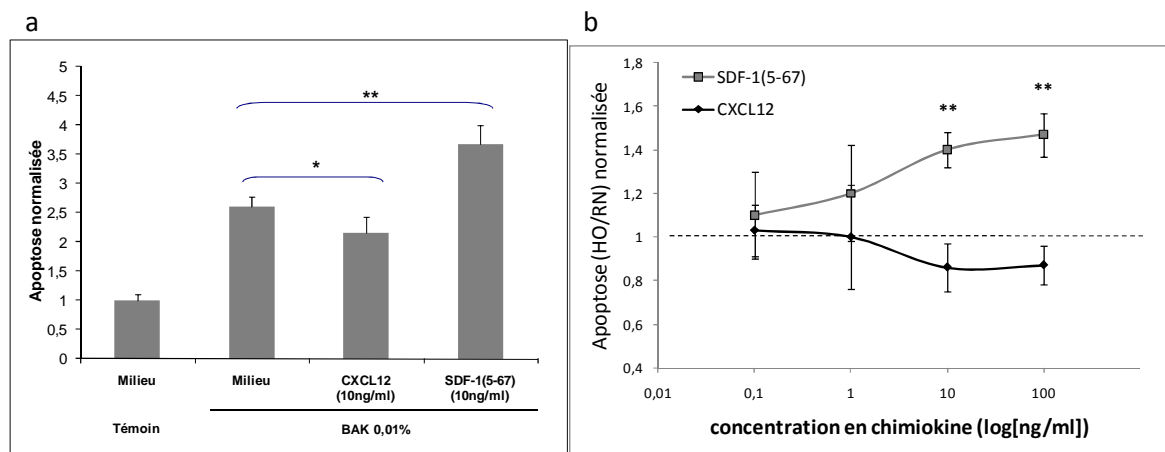 a
5
4,5
4
3,5
3
2,5
2
1,5
1
0,5
0
Apoptose normalisée
**
*
Milieu
Milieu
CXCL12
(10ng/ml)
SDF-1(5-67)
(10ng/ml)
Témoin
BAK 0,01%
b
1,8
1,6
1,4
1,2
1
0,8
0,6
0,4
Apoptose (HO/RN) normalisée
SDF-1(5-67)
CXCL12
**
**
0,01
0,1
1
10
100
concentration en chimiokine (log[ng/ml])